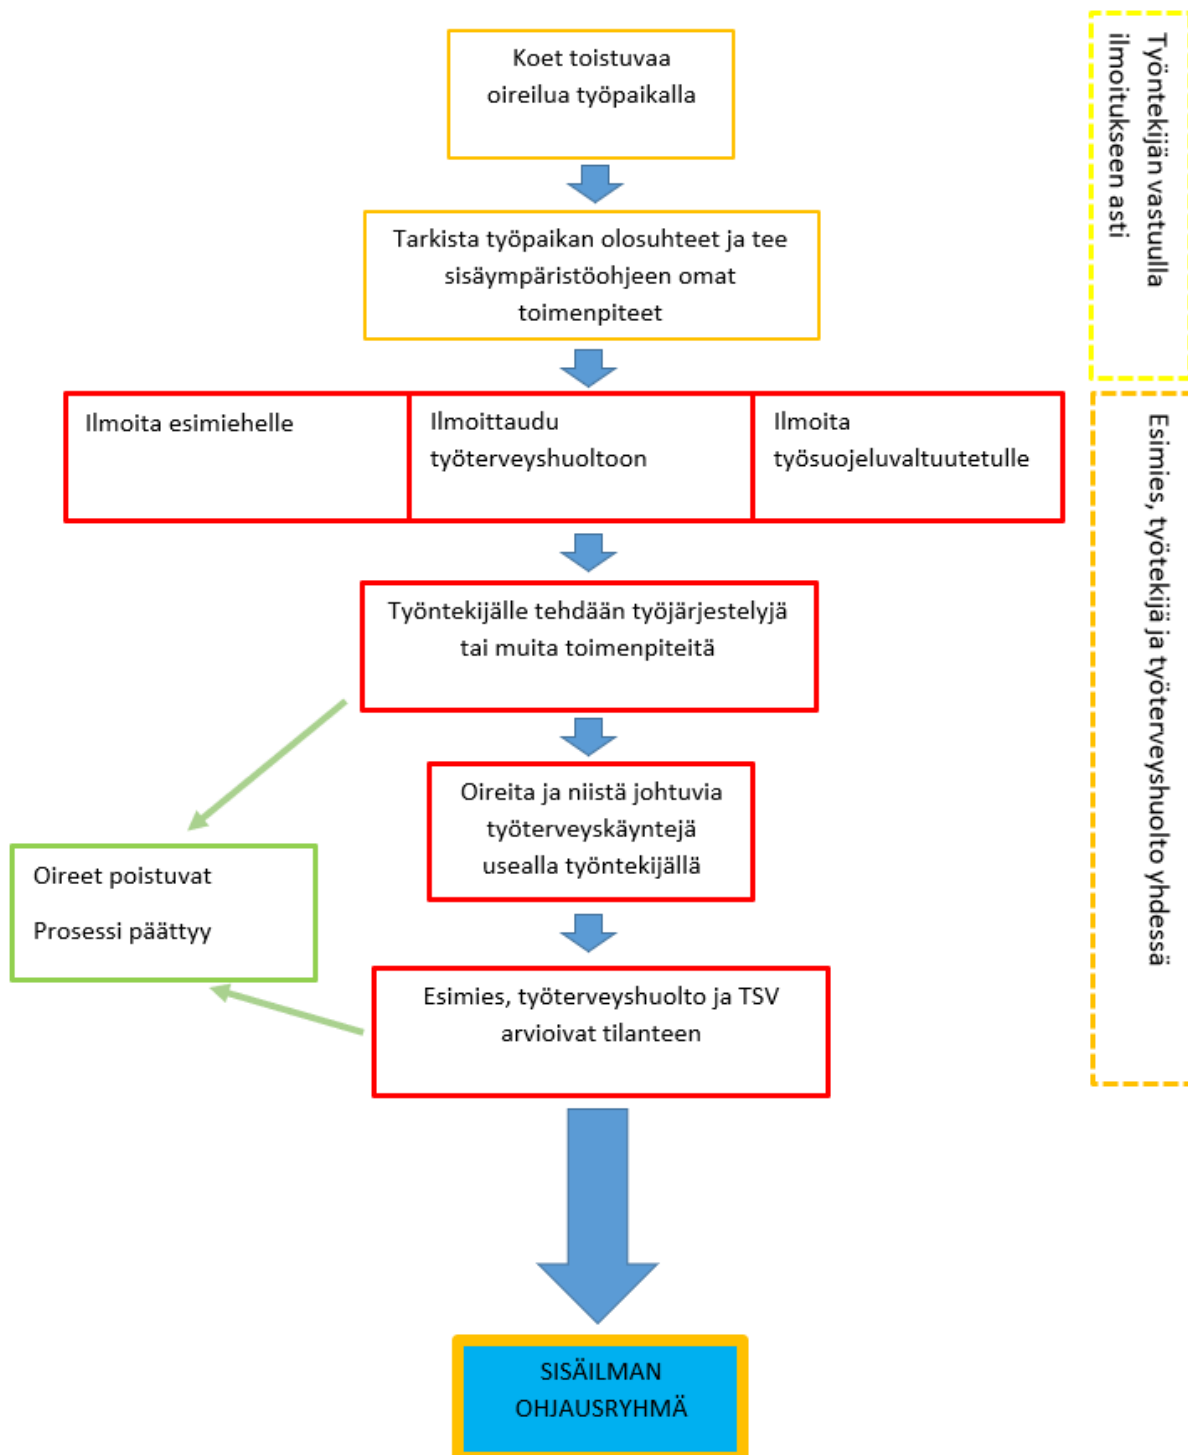 Koet toistuvaa
oireilua työpaikalla
Työntekijän vastuulla
ilmoitukseen asti
Tarkista työpaikan olosuhteet ja tee
sisäympäristöohjeen omat
toimenpiteet
Ilmoita esimiehelle
Ilmoittaudu
työterveyshuoltoon
Ilmoita
työsuojeluvaltuutetulle
Esimies, työtekijä ja työterveyshuolto yhdessä
Työntekijälle tehdään työjärjestelyjä
tai muita toimenpiteitä
Oireita ja niistä johtuvia
työterveyskäyntejä
usealla työntekijällä
Oireet poistuvat
Prosessi päättyy
Esimies, työterveyshuolto ja TSV
arvioivat tilanteen
SISÄILMAN
OHJAUSRYHMÄ